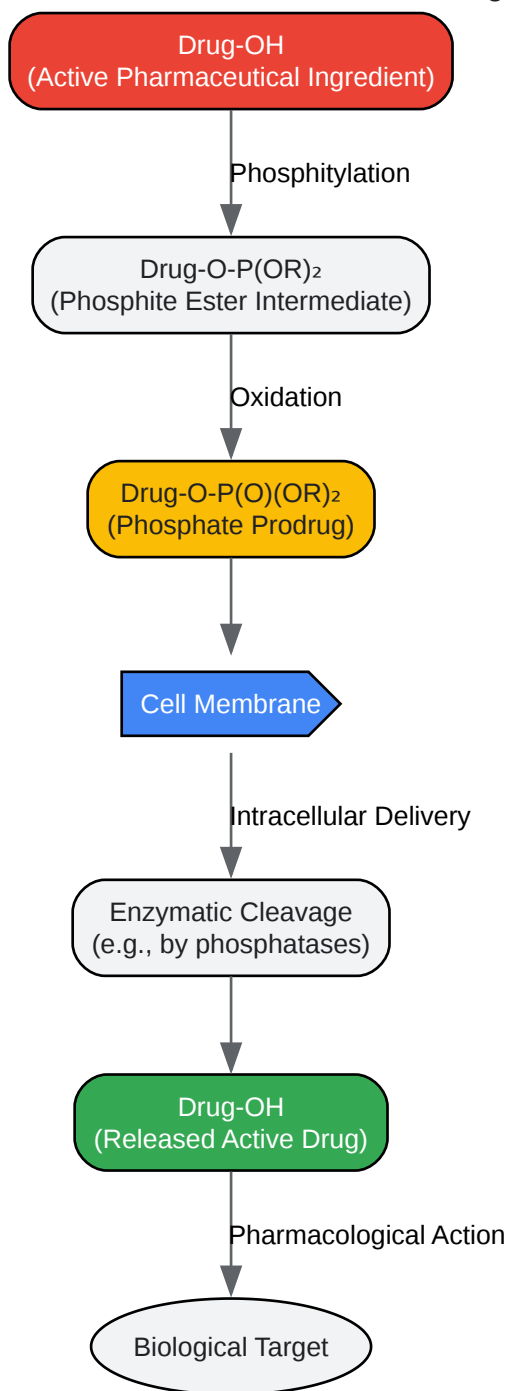 Drug-OH
(Active Pharmaceutical Ingredient)
Phosphitylation
Drug-O-P(OR)₂
(Phosphite Ester Intermediate)
Oxidation
Drug-O-P(O)(OR)₂
(Phosphate Prodrug)
Cell Membrane
Intracellular Delivery
Enzymatic Cleavage
(e.g., by phosphatases)
Drug-OH
(Released Active Drug)
Pharmacological Action
Biological Target